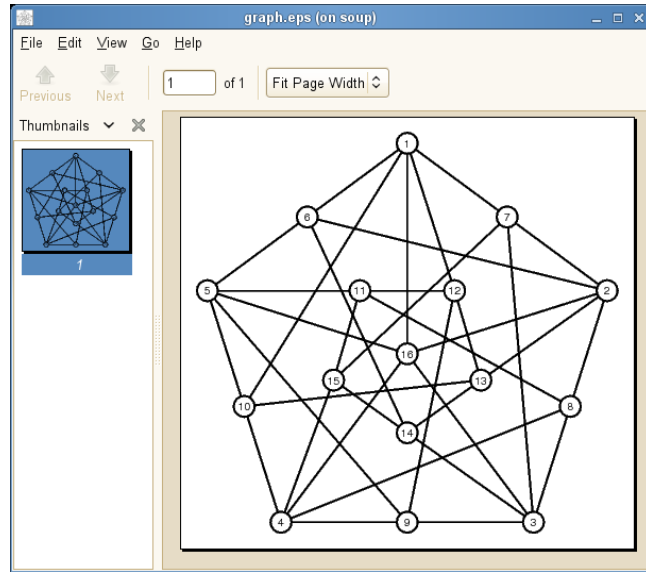 graph.eps (on soup)
File Edit View Go Help
Previous Next 1 of 1 Fit Page Width
Thumbnails
1
1
6 7
5 11 12 2
16
15 13
10 8
14
4 9 3